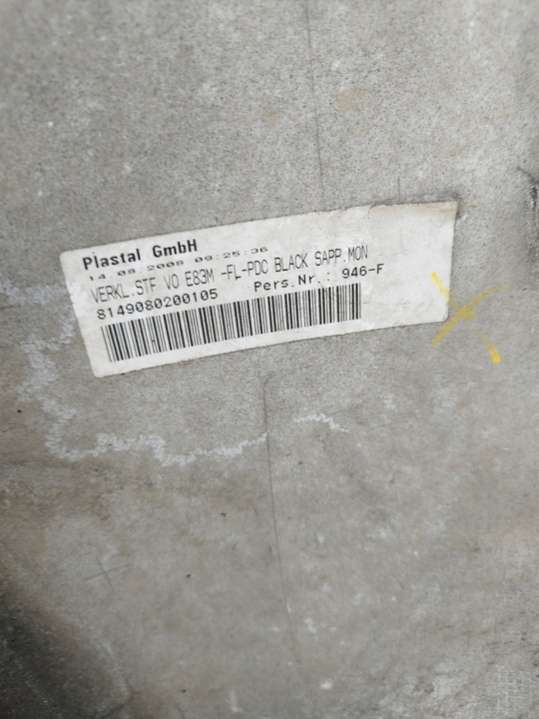 Plastal GmbH
14.08.2008 09:25:36
VERKL.STF VO E83M -FL-PDC BLACK SAPP.MON
8149080200105 Pers.Nr.: 946-F